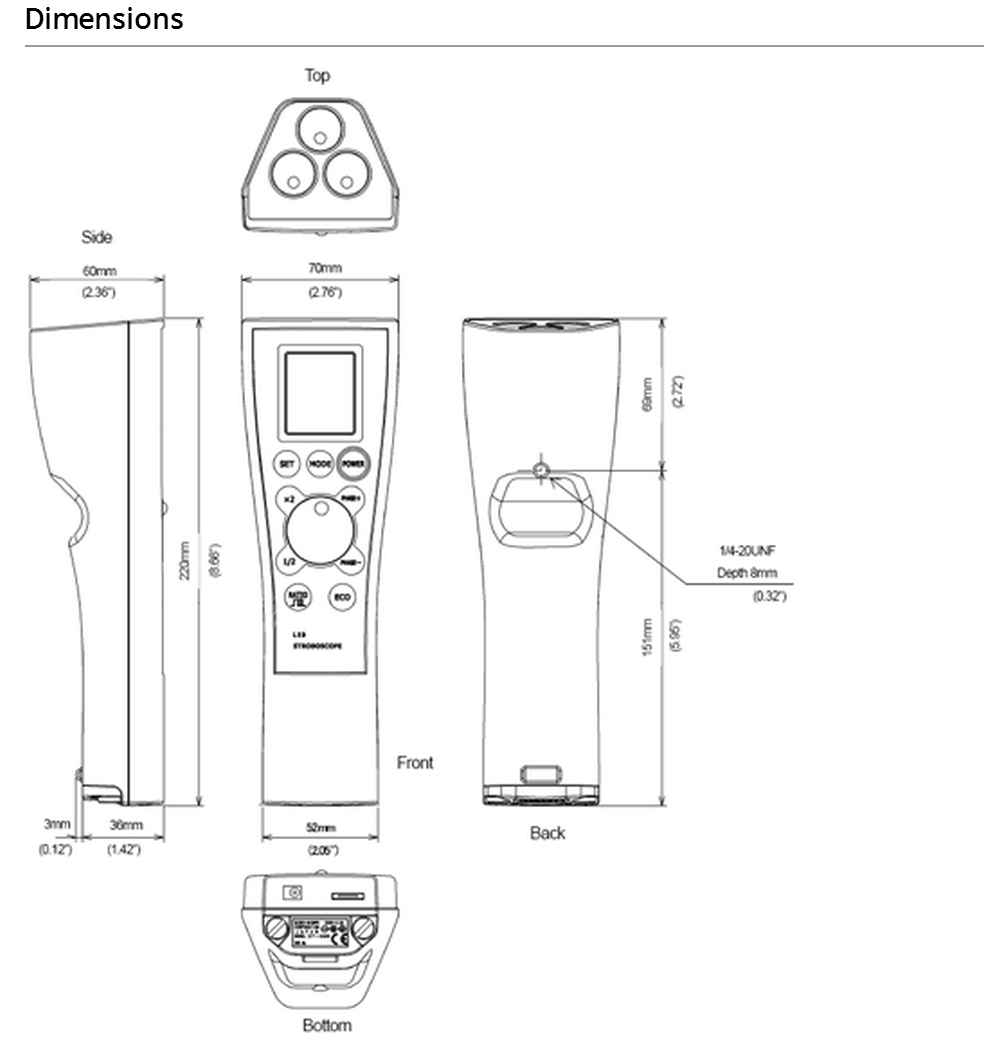 Dimensions
Top
Side
60mm
(2.36")
70mm
(2.76")
69mm
(2.72")
SET
MODE
POWER
×2
PHASE+
1/2
PHASE−
RATIO
ECO
LED
STROBOSCOPE
220mm
(8.66")
1/4-20UNF
Depth 8mm
(0.32")
151mm
(5.95")
Front
3mm
(0.12")
36mm
(1.42")
52mm
(2.05")
Back
CE
Bottom